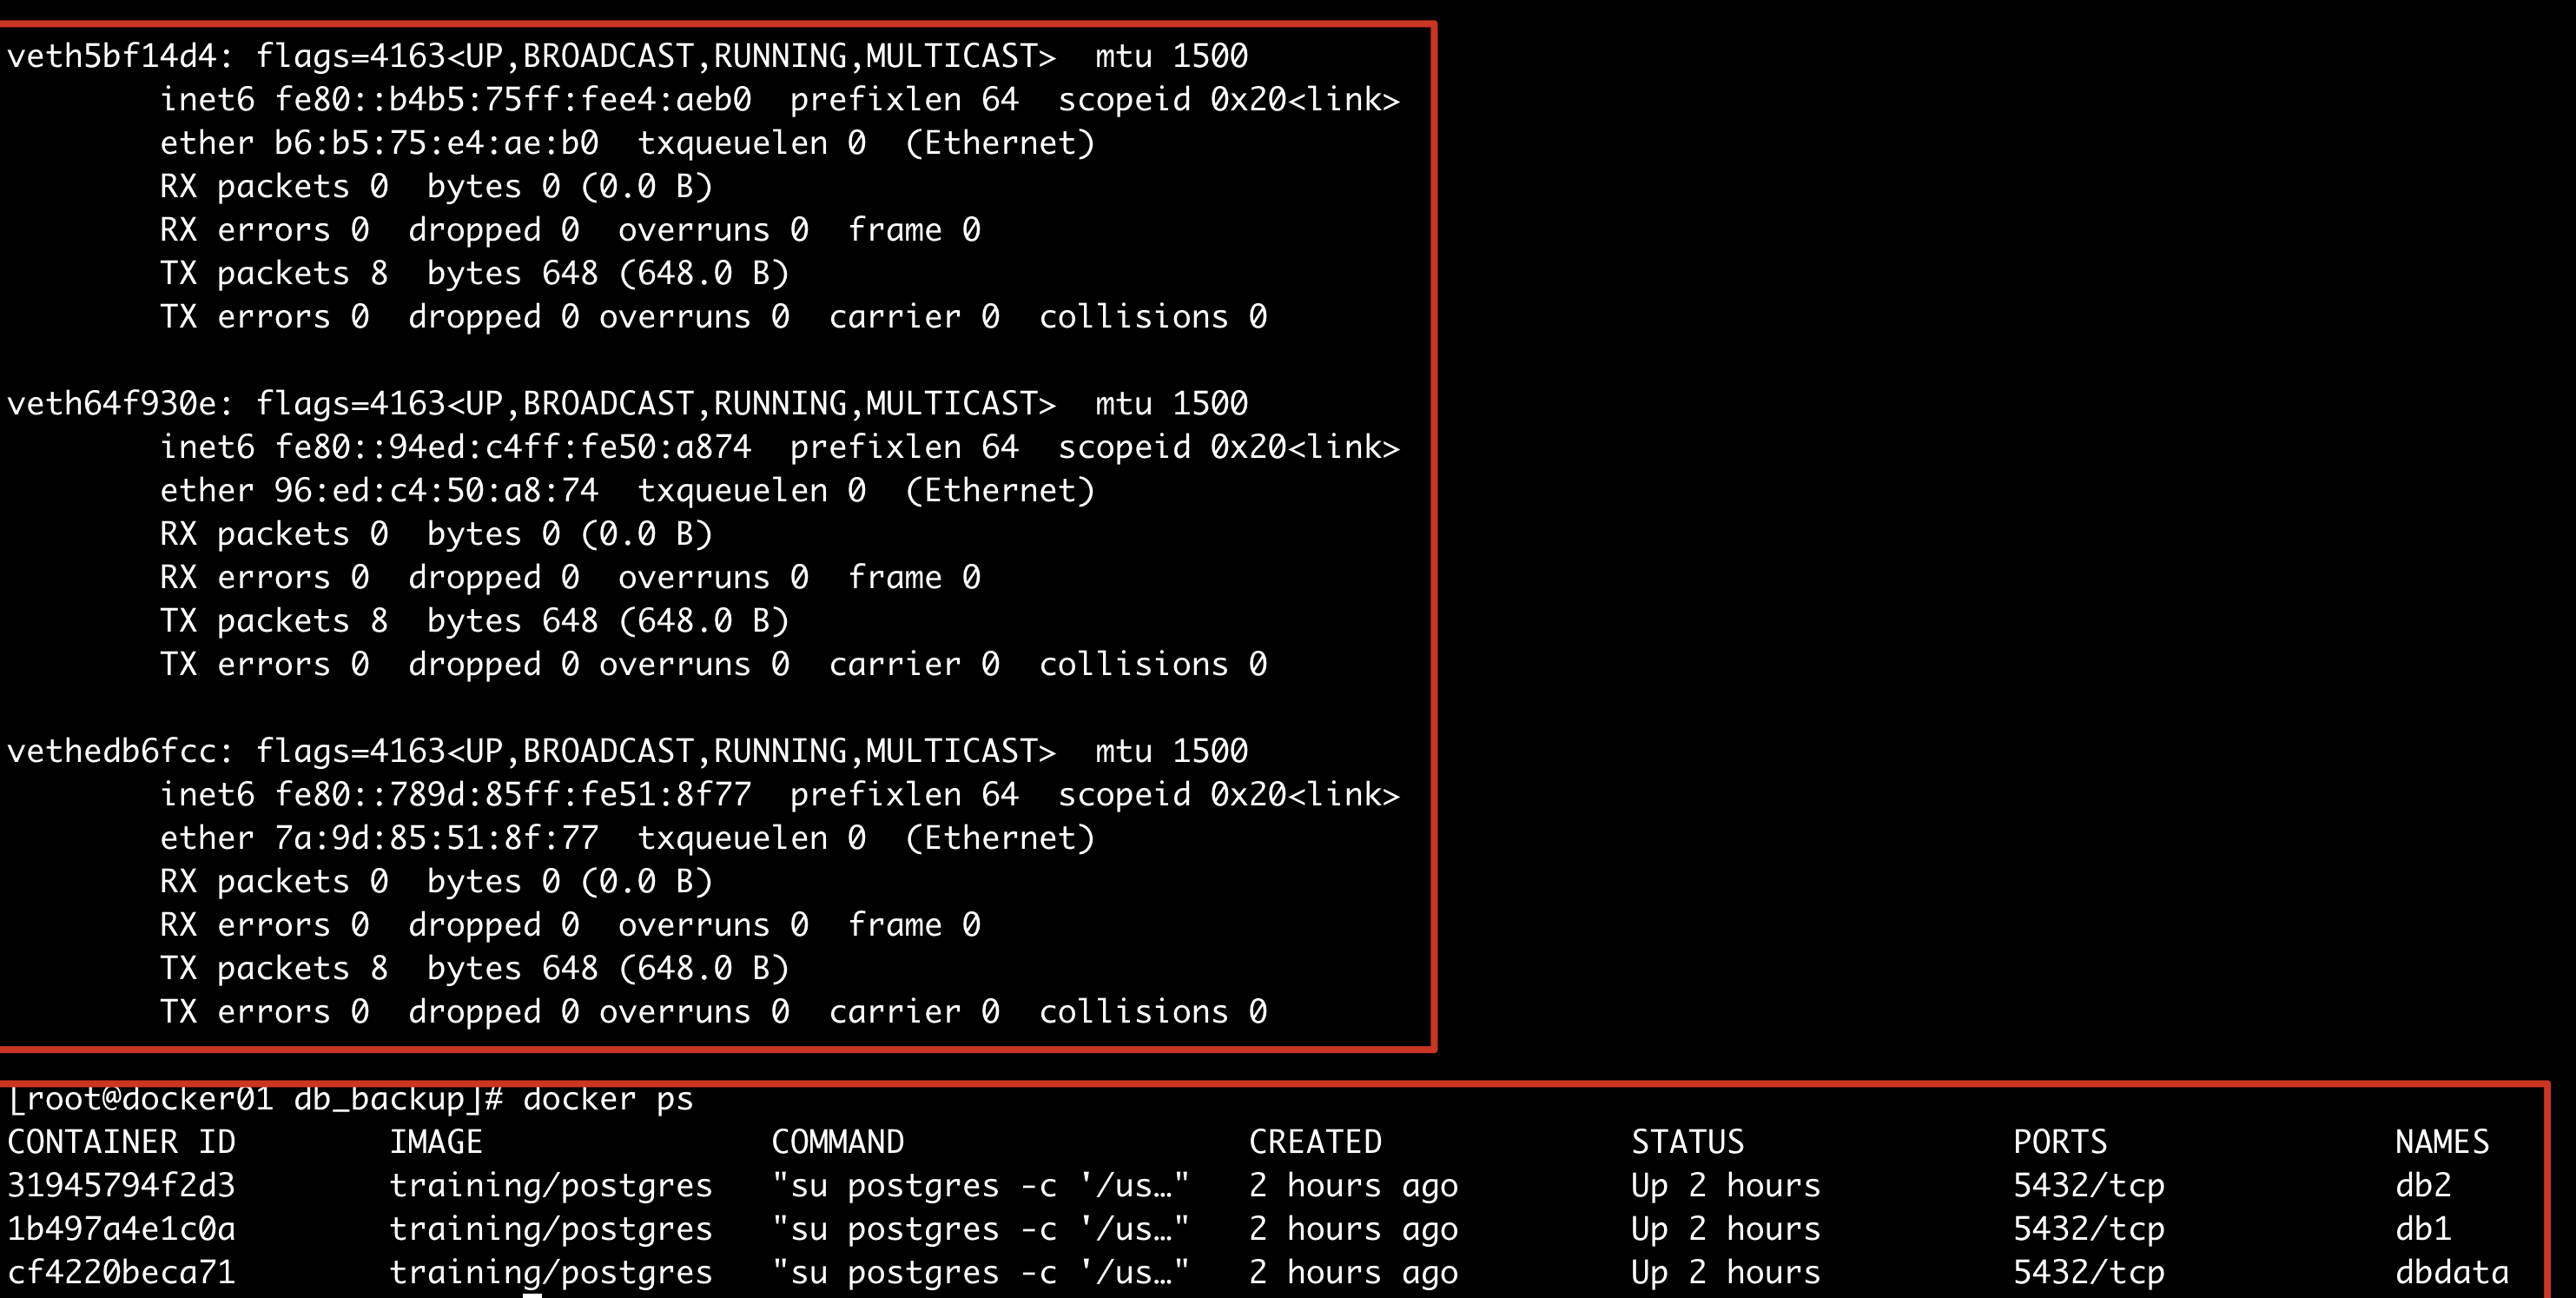 veth5bf14d4: flags=4163<UP,BROADCAST,RUNNING,MULTICAST>  mtu 1500
        inet6 fe80::b4b5:75ff:fee4:aeb0  prefixlen 64  scopeid 0x20<link>
        ether b6:b5:75:e4:ae:b0  txqueuelen 0  (Ethernet)
        RX packets 0  bytes 0 (0.0 B)
        RX errors 0  dropped 0  overruns 0  frame 0
        TX packets 8  bytes 648 (648.0 B)
        TX errors 0  dropped 0 overruns 0  carrier 0  collisions 0

veth64f930e: flags=4163<UP,BROADCAST,RUNNING,MULTICAST>  mtu 1500
        inet6 fe80::94ed:c4ff:fe50:a874  prefixlen 64  scopeid 0x20<link>
        ether 96:ed:c4:50:a8:74  txqueuelen 0  (Ethernet)
        RX packets 0  bytes 0 (0.0 B)
        RX errors 0  dropped 0  overruns 0  frame 0
        TX packets 8  bytes 648 (648.0 B)
        TX errors 0  dropped 0 overruns 0  carrier 0  collisions 0

vethedb6fcc: flags=4163<UP,BROADCAST,RUNNING,MULTICAST>  mtu 1500
        inet6 fe80::789d:85ff:fe51:8f77  prefixlen 64  scopeid 0x20<link>
        ether 7a:9d:85:51:8f:77  txqueuelen 0  (Ethernet)
        RX packets 0  bytes 0 (0.0 B)
        RX errors 0  dropped 0  overruns 0  frame 0
        TX packets 8  bytes 648 (648.0 B)
        TX errors 0  dropped 0 overruns 0  carrier 0  collisions 0

[root@docker01 db_backup]# docker ps
CONTAINER ID        IMAGE               COMMAND                  CREATED             STATUS              PORTS               NAMES
31945794f2d3        training/postgres   "su postgres -c '/us…"   2 hours ago         Up 2 hours          5432/tcp            db2
1b497a4e1c0a        training/postgres   "su postgres -c '/us…"   2 hours ago         Up 2 hours          5432/tcp            db1
cf4220beca71        training/postgres   "su postgres -c '/us…"   2 hours ago         Up 2 hours          5432/tcp            dbdata